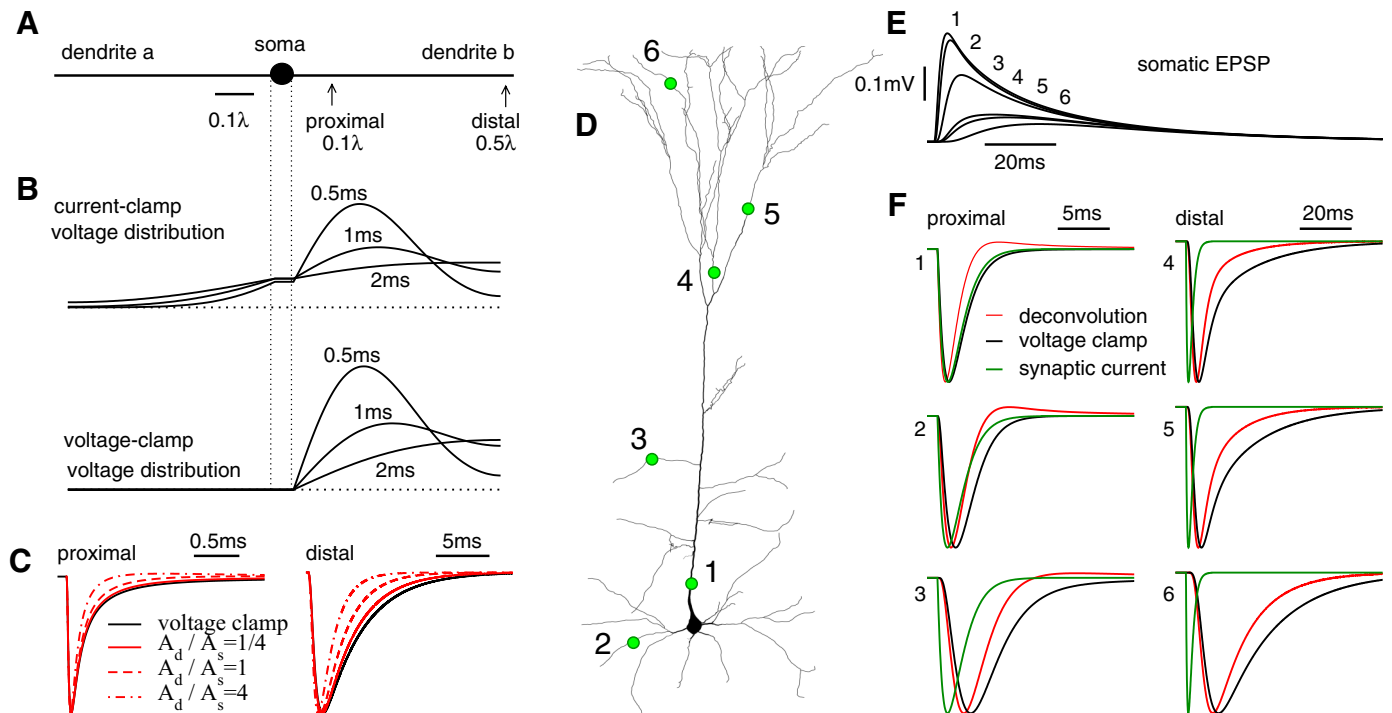 A
dendrite a
soma
dendrite b
0.1λ
proximal
0.1λ
distal
0.5λ
B
current-clamp
voltage distribution
0.5ms
1ms
2ms
voltage-clamp
voltage distribution
0.5ms
1ms
2ms
C
proximal
0.5ms
distal
5ms
voltage clamp
A_d / A_s=1/4
A_d / A_s=1
A_d / A_s=4
D
6
5
4
3
1
2
E
1
2
3
4
5
6
somatic EPSP
0.1mV
20ms
F
proximal
5ms
distal
20ms
1
4
deconvolution
voltage clamp
synaptic current
2
5
3
6